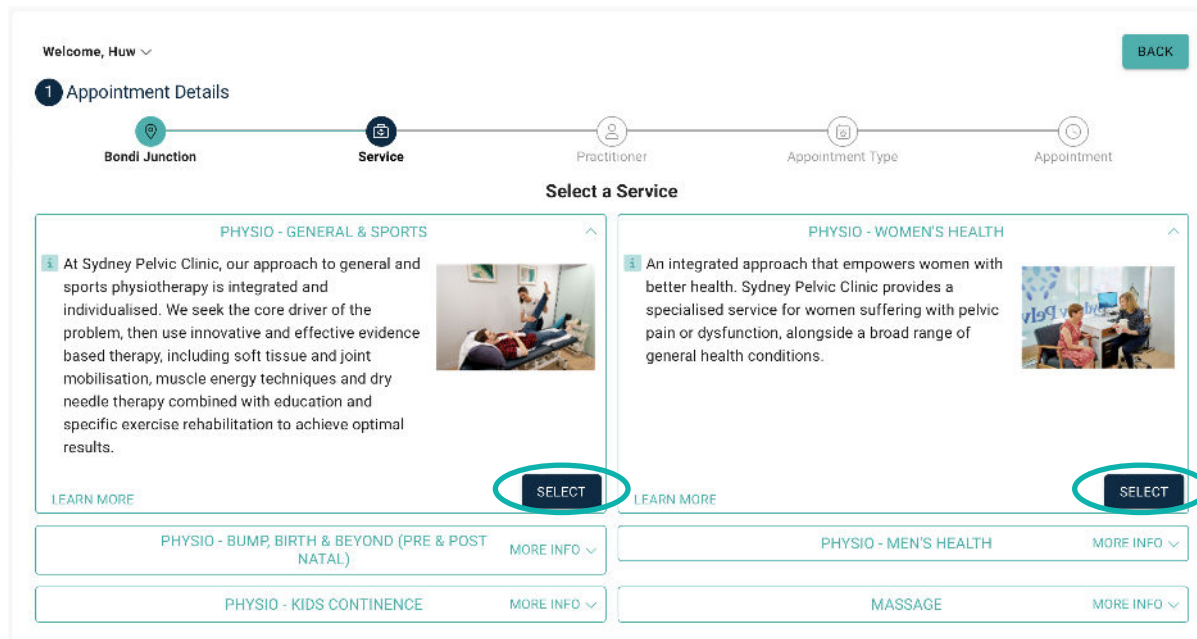 Welcome, Huw
BACK
1 Appointment Details
Bondi Junction
Service
Practitioner
Appointment Type
Appointment
Select a Service
PHYSIO - GENERAL & SPORTS
i At Sydney Pelvic Clinic, our approach to general and
sports physiotherapy is integrated and
individualised. We seek the core driver of the
problem, then use innovative and effective evidence
based therapy, including soft tissue and joint
mobilisation, muscle energy techniques and dry
needle therapy combined with education and
specific exercise rehabilitation to achieve optimal
results.
LEARN MORE
SELECT
PHYSIO - WOMEN'S HEALTH
i An integrated approach that empowers women with
better health. Sydney Pelvic Clinic provides a
specialised service for women suffering with pelvic
pain or dysfunction, alongside a broad range of
general health conditions.
LEARN MORE
SELECT
PHYSIO - BUMP, BIRTH & BEYOND (PRE & POST
NATAL)
MORE INFO
PHYSIO - MEN'S HEALTH
MORE INFO
PHYSIO - KIDS CONTINENCE
MORE INFO
MASSAGE
MORE INFO